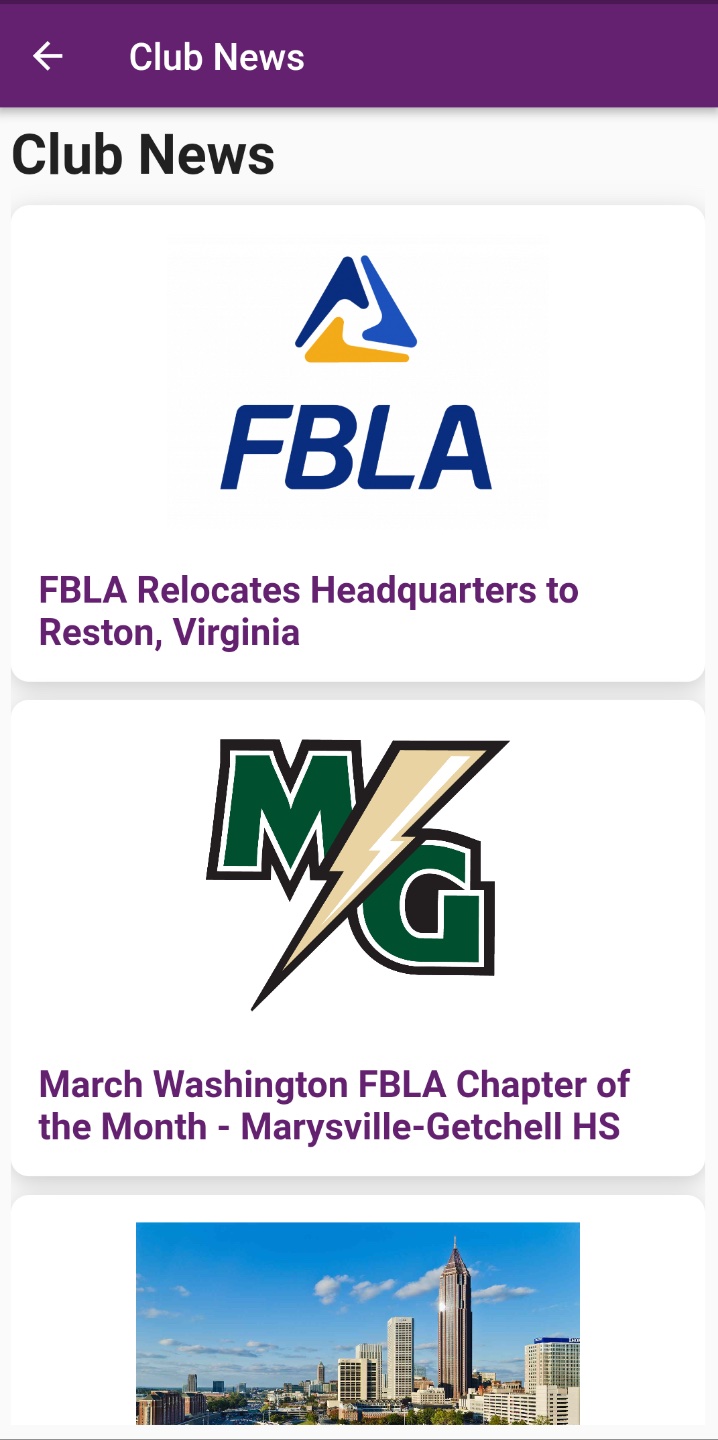 Club News
Club News
FBLA
FBLA Relocates Headquarters to
Reston, Virginia
MG
March Washington FBLA Chapter of
the Month - Marysville-Getchell HS